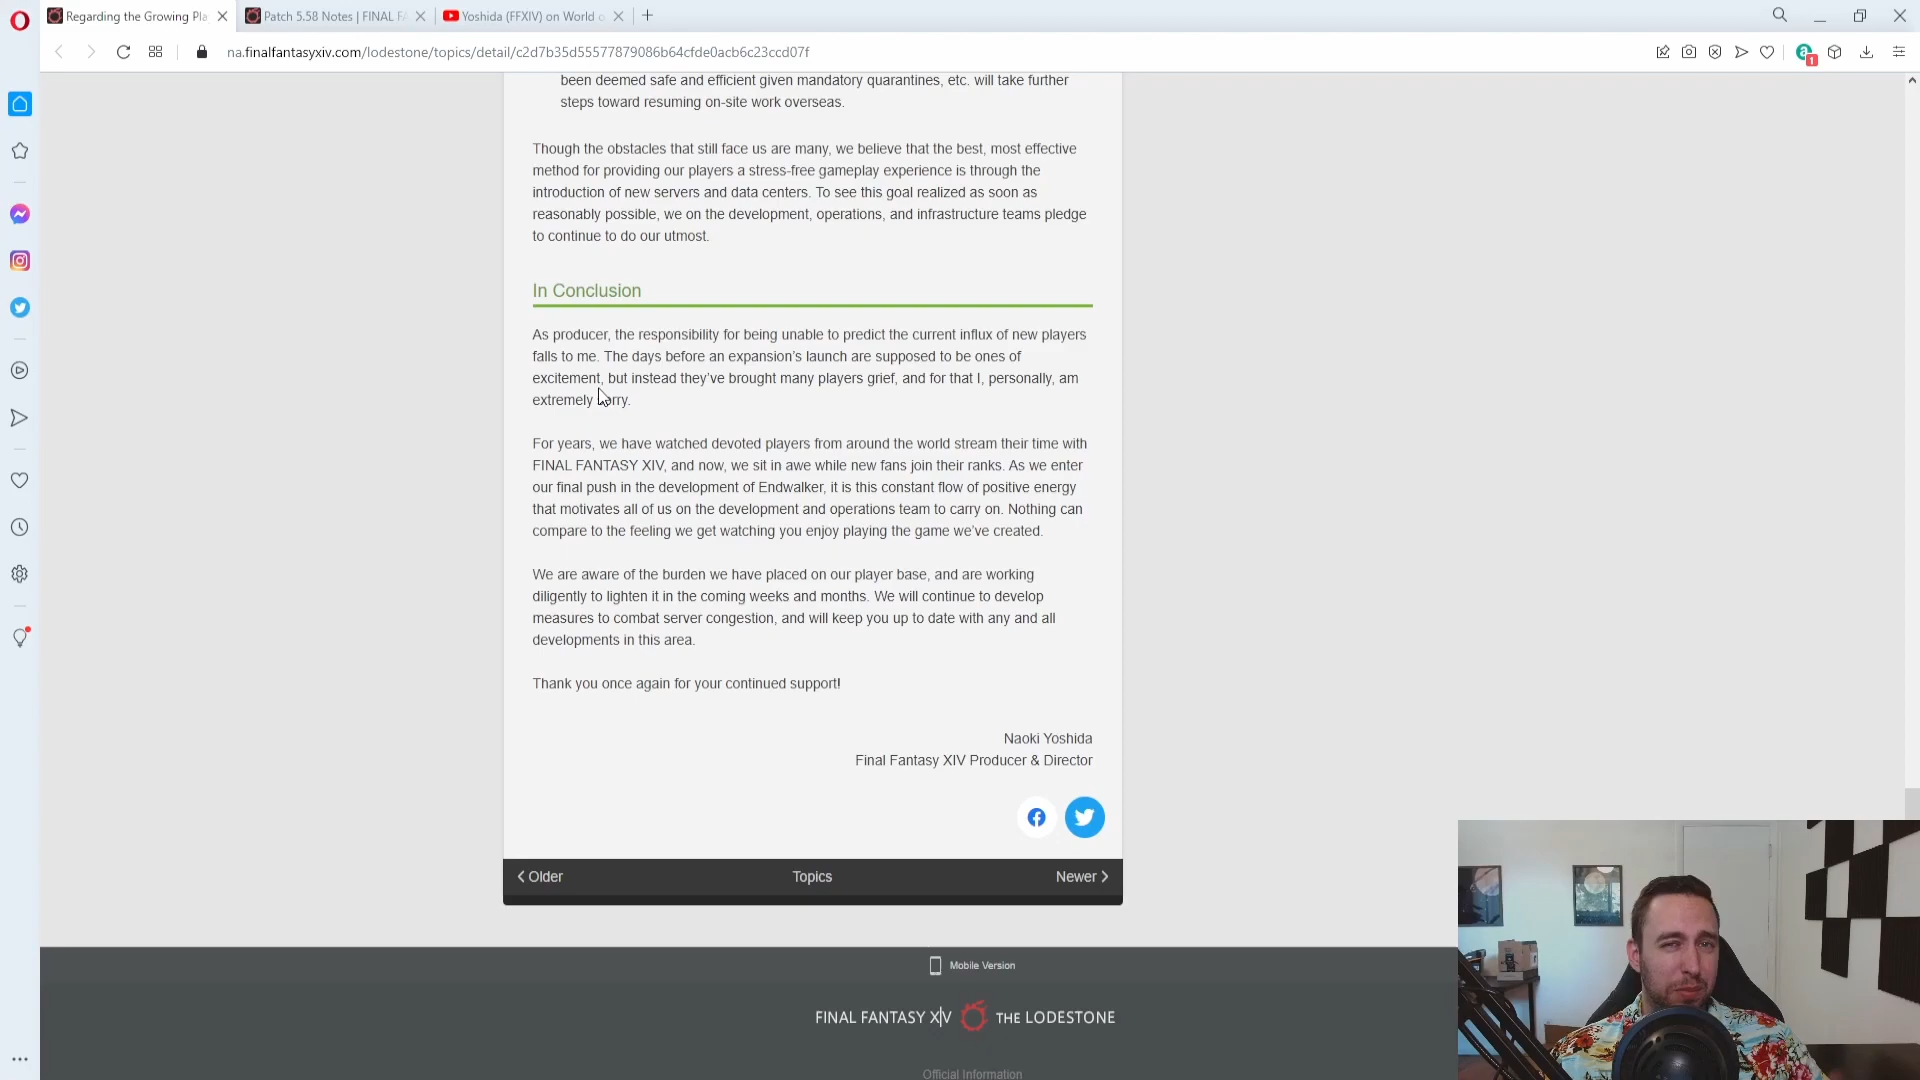 Regarding the Growing Pla
Patch 5.58 Notes | FINAL FA
Yoshida (FFXIV) on World o
na.finalfantasyxiv.com/lodestone/topics/detail/c2d7b35d55577879086b64cfde0acb6c23ccd07f
1
been deemed safe and efficient given mandatory quarantines, etc. will take further
steps toward resuming on-site work overseas.
Though the obstacles that still face us are many, we believe that the best, most effective
method for providing our players a stress-free gameplay experience is through the
introduction of new servers and data centers. To see this goal realized as soon as
reasonably possible, we on the development, operations, and infrastructure teams pledge
to continue to do our utmost.
In Conclusion
As producer, the responsibility for being unable to predict the current influx of new players
falls to me. The days before an expansion's launch are supposed to be ones of
excitement, but instead they've brought many players grief, and for that I, personally, am
extremely sorry.
For years, we have watched devoted players from around the world stream their time with
FINAL FANTASY XIV, and now, we sit in awe while new fans join their ranks. As we enter
our final push in the development of Endwalker, it is this constant flow of positive energy
that motivates all of us on the development and operations team to carry on. Nothing can
compare to the feeling we get watching you enjoy playing the game we've created.
We are aware of the burden we have placed on our player base, and are working
diligently to lighten it in the coming weeks and months. We will continue to develop
measures to combat server congestion, and will keep you up to date with any and all
developments in this area.
Thank you once again for your continued support!
Naoki Yoshida
Final Fantasy XIV Producer & Director
< Older
Topics
Newer >
Mobile Version
FINAL FANTASY XIV THE LODESTONE
Official Information